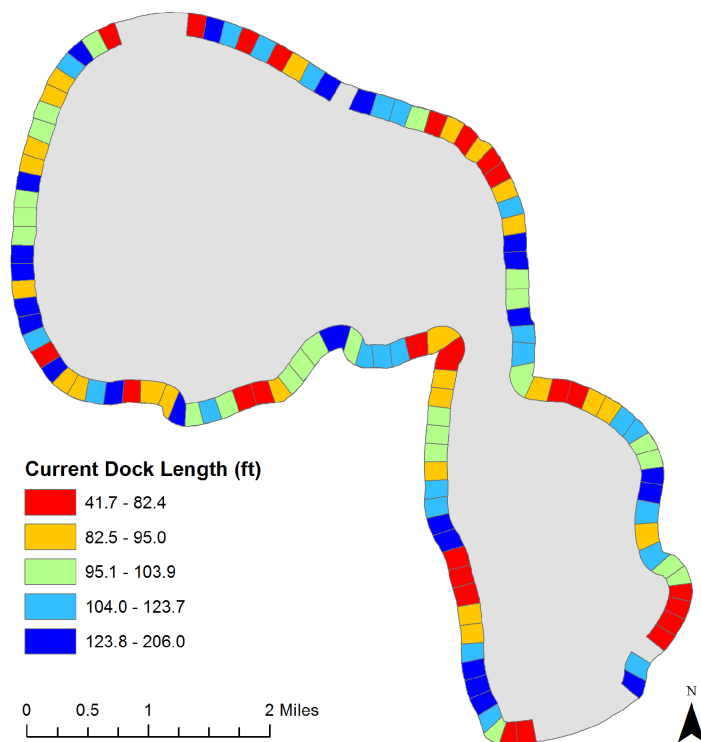 Current Dock Length (ft)
41.7 - 82.4
82.5 - 95.0
95.1 - 103.9
104.0 - 123.7
123.8 - 206.0
0 0.5 1 2 Miles
N